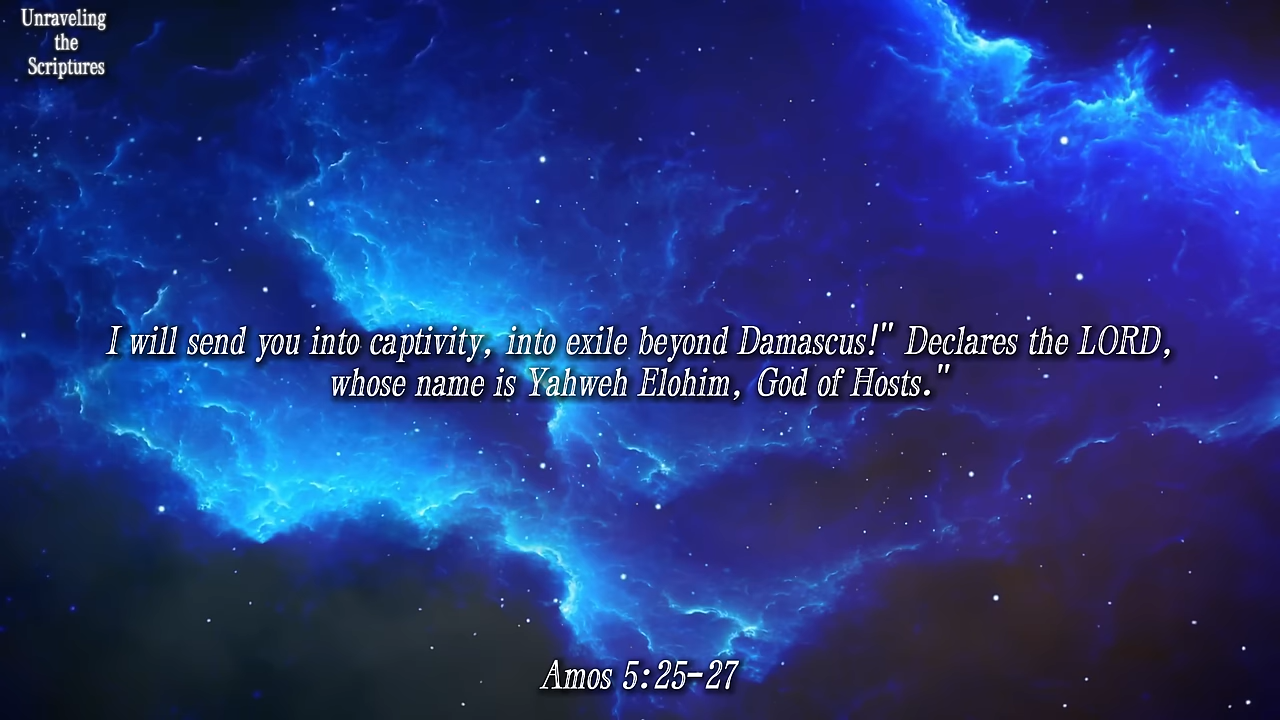 Unraveling
the
Scriptures
I will send you into captivity, into exile beyond Damascus!" Declares the LORD,
whose name is Yahweh Elohim, God of Hosts."
Amos 5:25-27